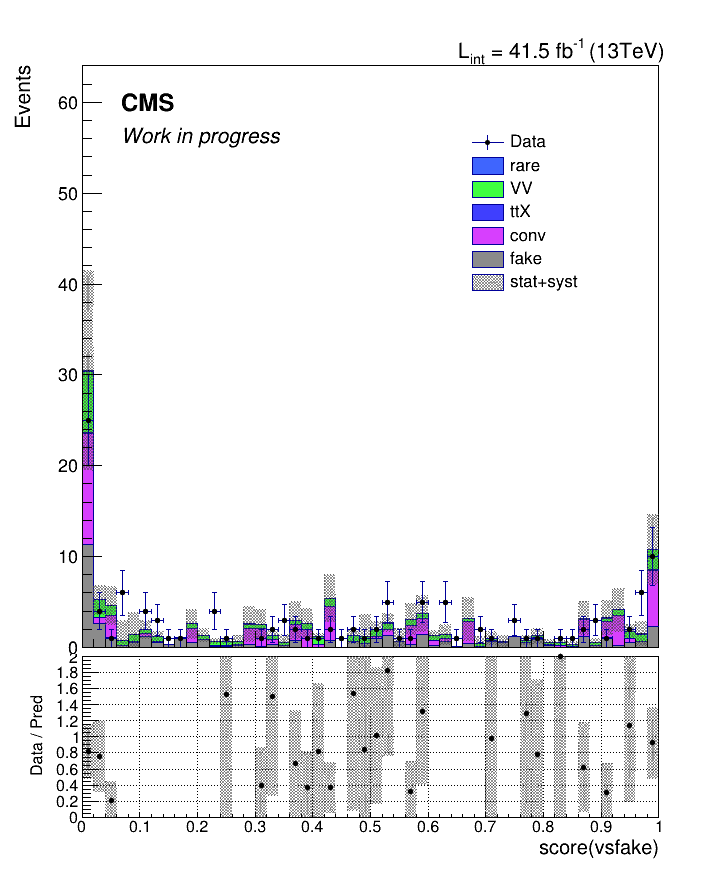 L_int = 41.5 fb^-1 (13TeV)
Events
CMS
Work in progress
Data
rare
VV
ttX
conv
fake
stat+syst
60
50
40
30
20
10
0
Data / Pred
2
1.8
1.6
1.4
1.2
1
0.8
0.6
0.4
0.2
0
0 0.1 0.2 0.3 0.4 0.5 0.6 0.7 0.8 0.9 1
score(vsfake)